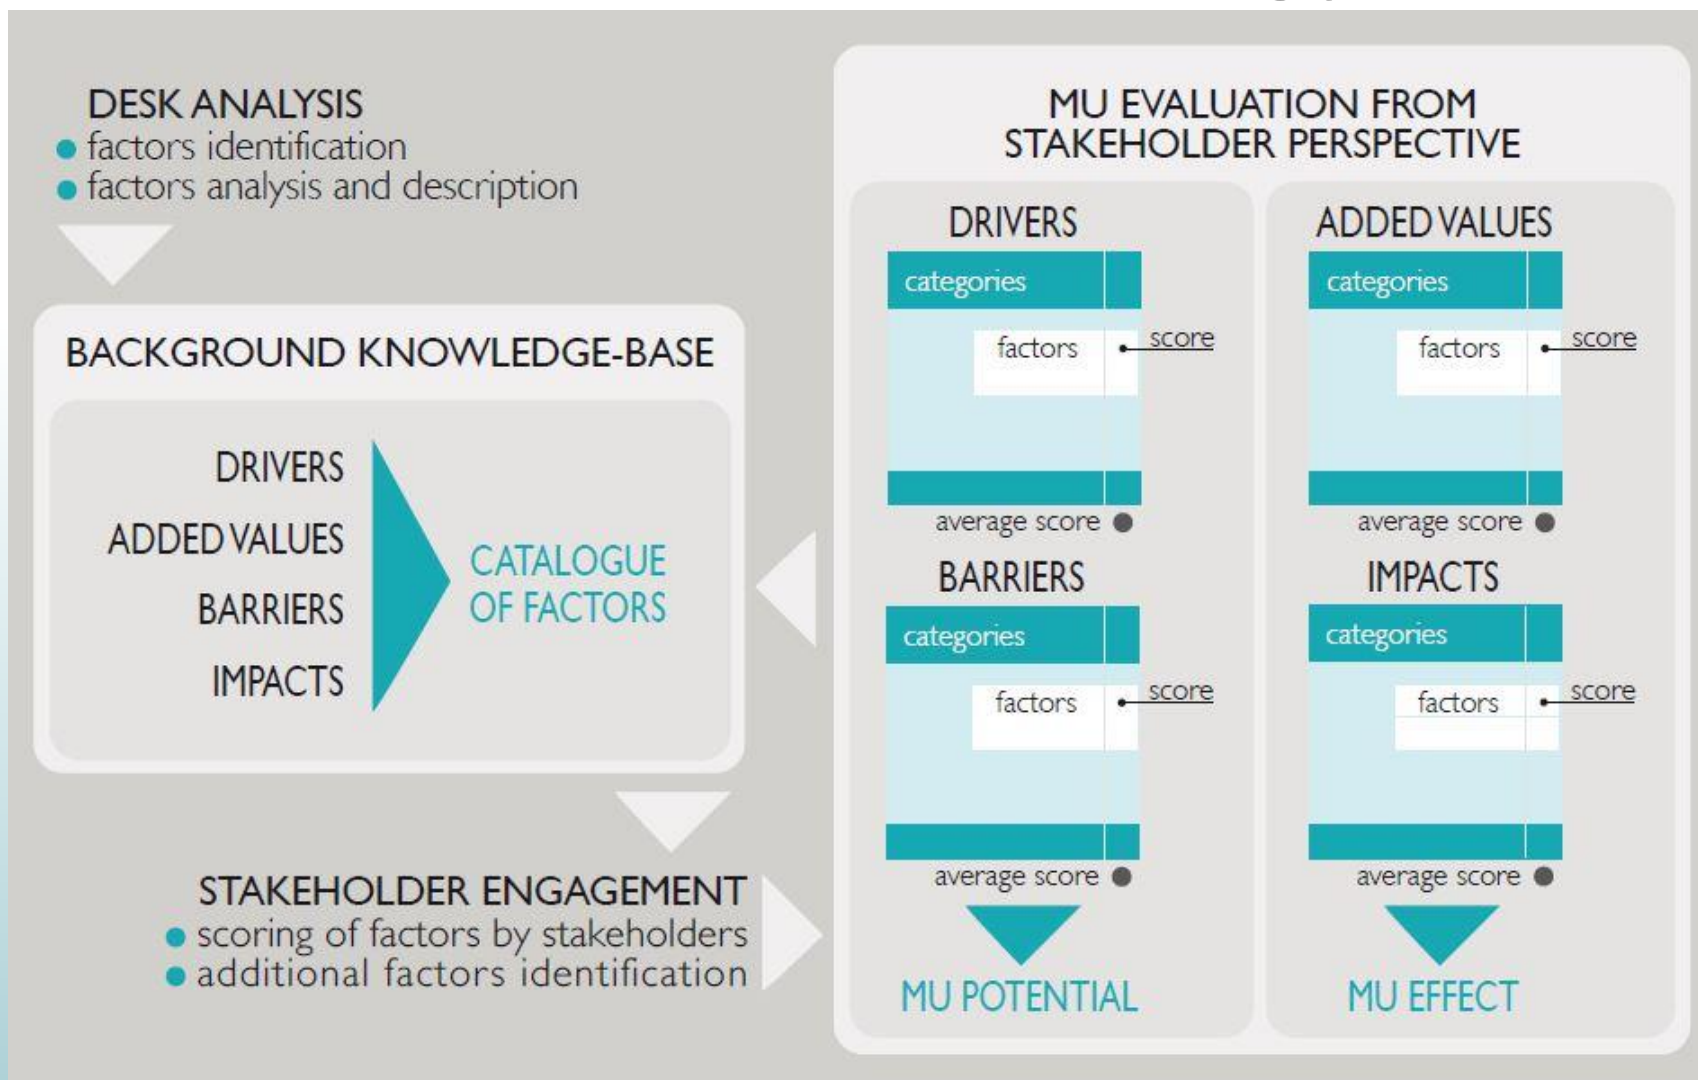 DESK ANALYSIS
factors identification
factors analysis and description
BACKGROUND KNOWLEDGE-BASE
DRIVERS
ADDED VALUES
BARRIERS
IMPACTS
CATALOGUE
OF FACTORS
STAKEHOLDER ENGAGEMENT
scoring of factors by stakeholders
additional factors identification
MU EVALUATION FROM
STAKEHOLDER PERSPECTIVE
DRIVERS
categories
factors
score
average score
BARRIERS
categories
factors
score
average score
MU POTENTIAL
ADDED VALUES
categories
factors
score
average score
IMPACTS
categories
factors
score
average score
MU EFFECT